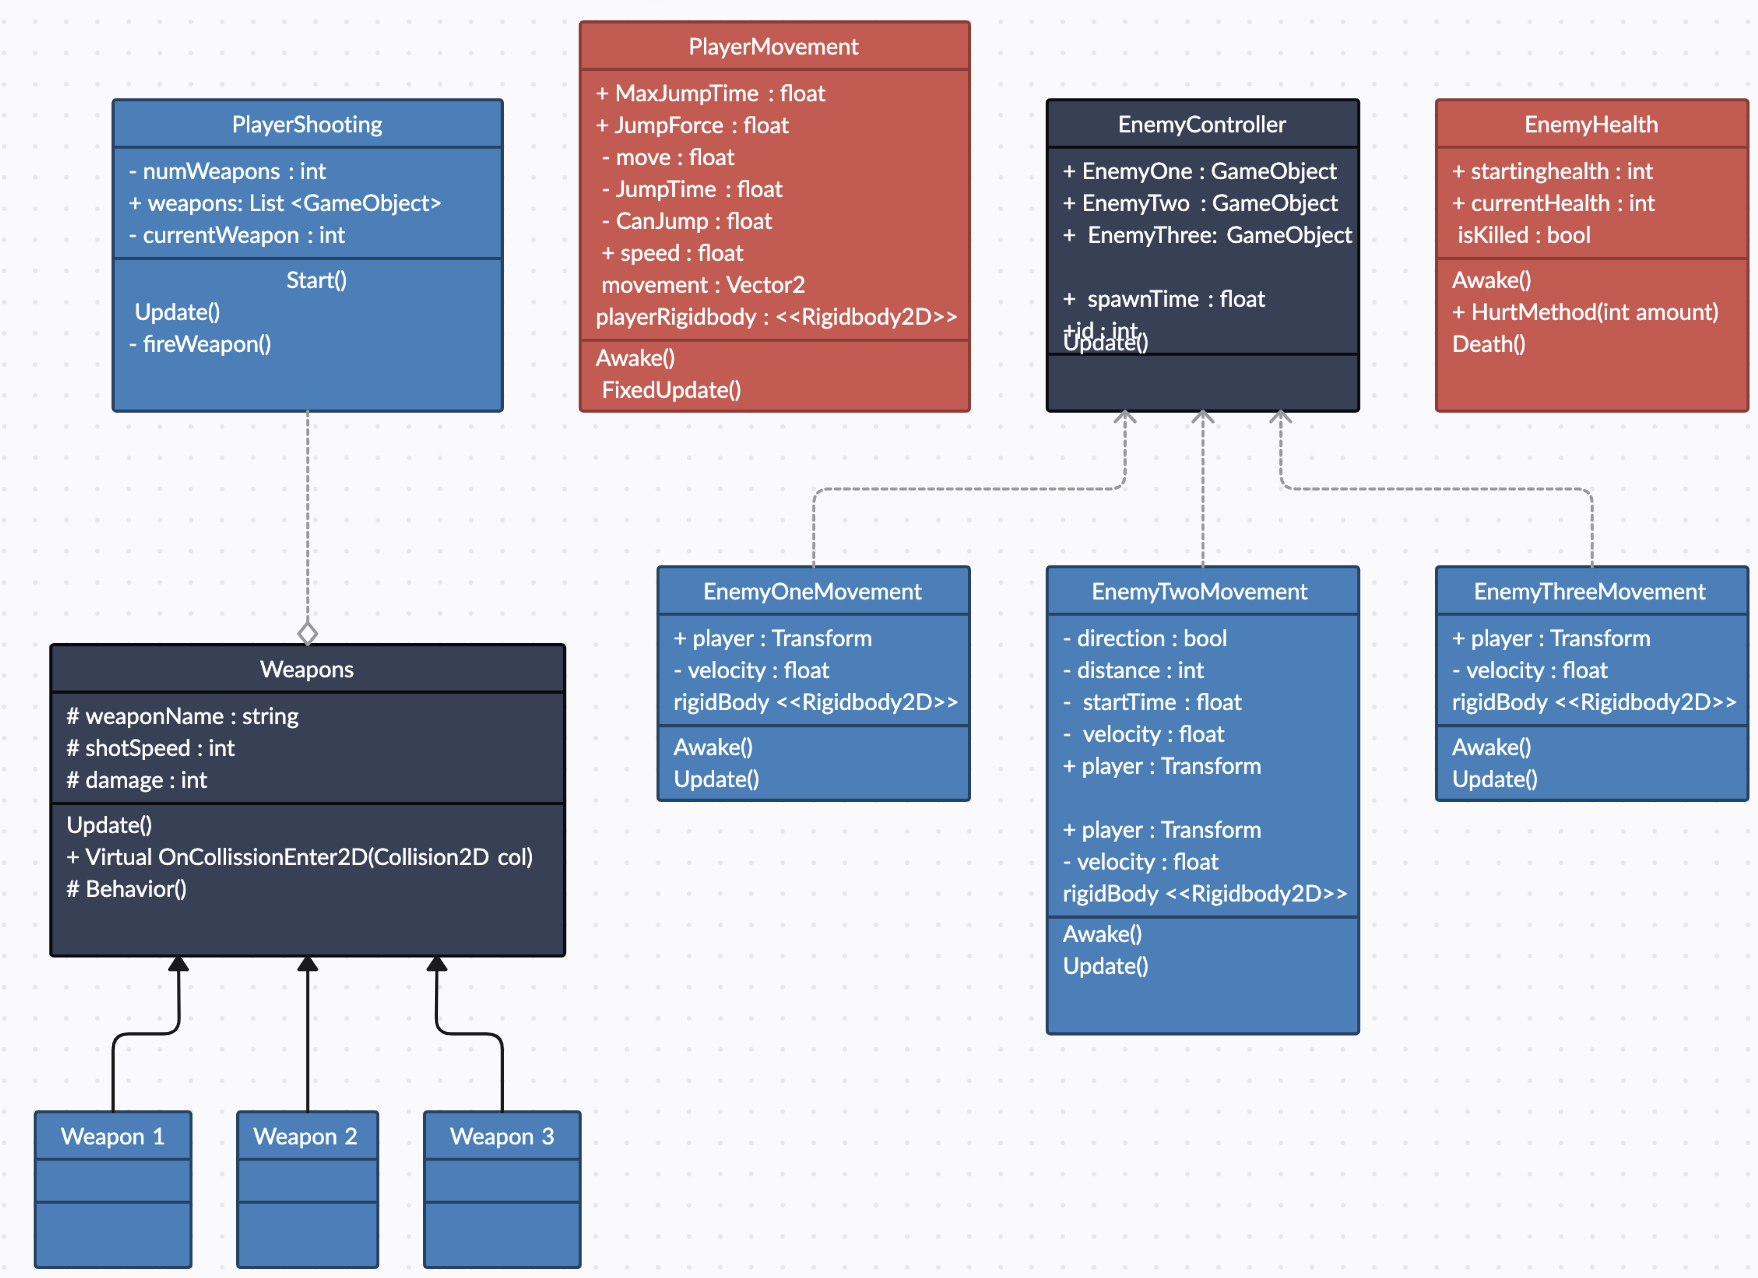 PlayerShooting
- numWeapons : int
+ weapons: List <GameObject>
- currentWeapon : int
Start()
Update()
- fireWeapon()
PlayerMovement
+ MaxJumpTime : float
+ JumpForce : float
- move : float
- JumpTime : float
- CanJump : float
+ speed : float
movement : Vector2
playerRigidbody : <<Rigidbody2D>>
Awake()
FixedUpdate()
EnemyController
+ EnemyOne : GameObject
+ EnemyTwo : GameObject
+ EnemyThree: GameObject
+ spawnTime : float
+id : int
Update()
EnemyHealth
+ startinghealth : int
+ currentHealth : int
isKilled : bool
Awake()
+ HurtMethod(int amount)
Death()
Weapons
# weaponName : string
# shotSpeed : int
# damage : int
Update()
+ Virtual OnCollissionEnter2D(Collision2D col)
# Behavior()
EnemyOneMovement
+ player : Transform
- velocity : float
rigidBody <<Rigidbody2D>>
Awake()
Update()
EnemyTwoMovement
- direction : bool
- distance : int
- startTime : float
- velocity : float
+ player : Transform
+ player : Transform
- velocity : float
rigidBody <<Rigidbody2D>>
Awake()
Update()
EnemyThreeMovement
+ player : Transform
- velocity : float
rigidBody <<Rigidbody2D>>
Awake()
Update()
Weapon 1
Weapon 2
Weapon 3